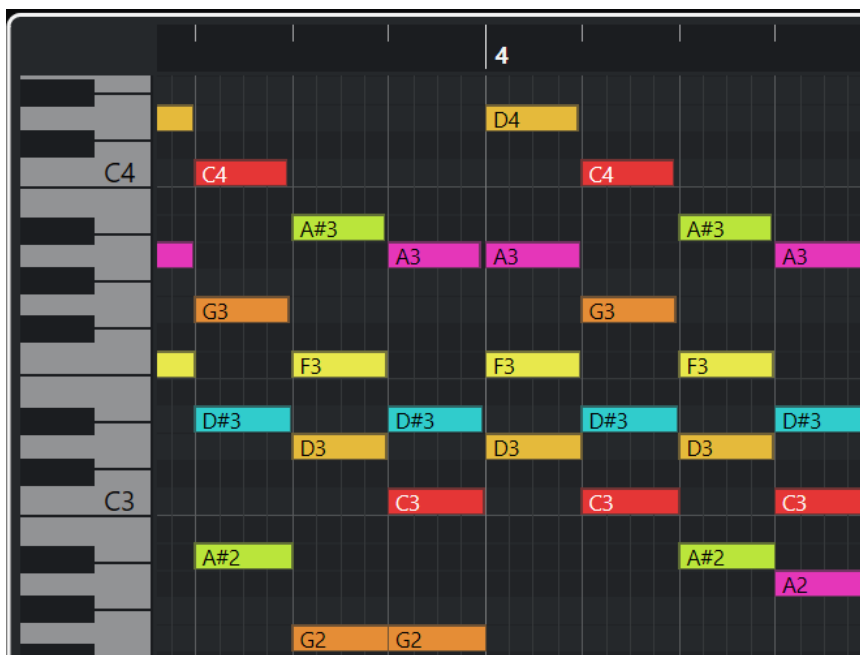 4
D4
C4 C4 C4
A#3 A#3
A3 A3 A3
G3 G3
F3 F3 F3
D#3 D#3 D#3 D#3
D3 D3 D3
C3 C3 C3 C3
A#2 A#2
A2
G2 G2